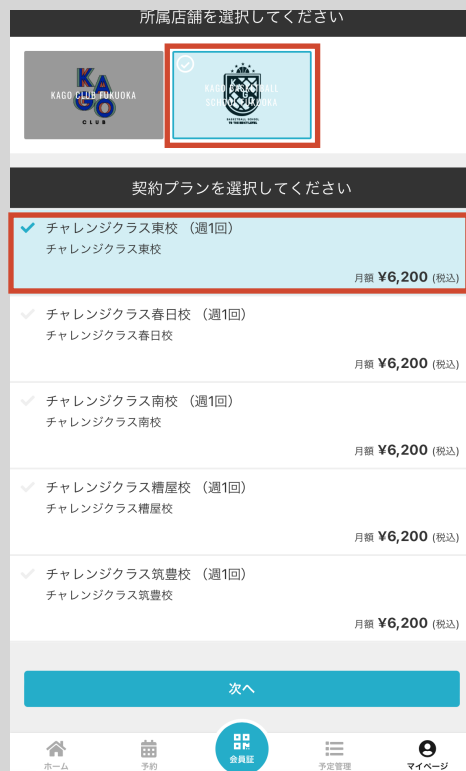 所属店舗を選択してください
KAGO CLUB FUKUOKA
KAGO
CLUB
KAGO BASKETBALL
SCHOOL FUKUOKA
BASKETBALL SCHOOL
TO THE NEXT LEVEL
契約プランを選択してください
チャレンジクラス東校 （週1回）
チャレンジクラス東校
月額 ¥6,200 (税込)
チャレンジクラス春日校 （週1回）
チャレンジクラス春日校
月額 ¥6,200 (税込)
チャレンジクラス南校 （週1回）
チャレンジクラス南校
月額 ¥6,200 (税込)
チャレンジクラス糟屋校 （週1回）
チャレンジクラス糟屋校
月額 ¥6,200 (税込)
チャレンジクラス筑豊校 （週1回）
チャレンジクラス筑豊校
月額 ¥6,200 (税込)
次へ
ホーム
予約
会員証
予定管理
マイページ